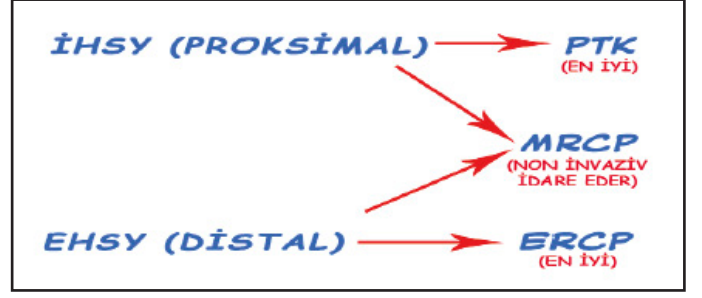 İHSY (PROKSİMAL) PTK
(EN İYİ)
MRCP
(NON İNVAZİV
İDARE EDER)
EHSY (DİSTAL) ERCP
(EN İYİ)